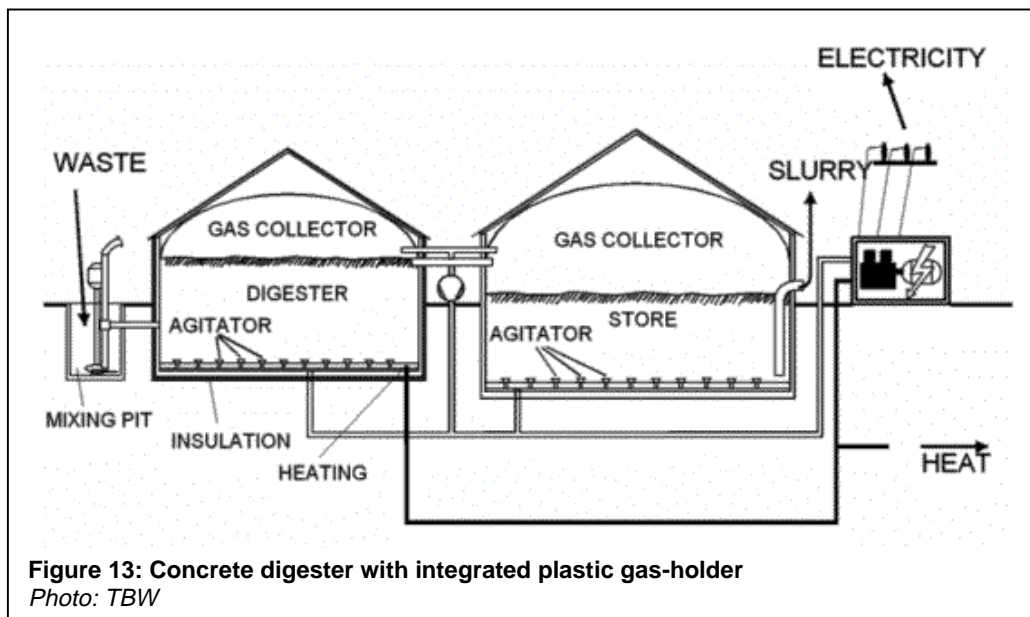 ELECTRICITY
WASTE
SLURRY
GAS COLLECTOR
GAS COLLECTOR
DIGESTER
STORE
AGITATOR
AGITATOR
MIXING PIT
INSULATION
HEATING
HEAT
Figure 13: Concrete digester with integrated plastic gas-holder
Photo: TBW